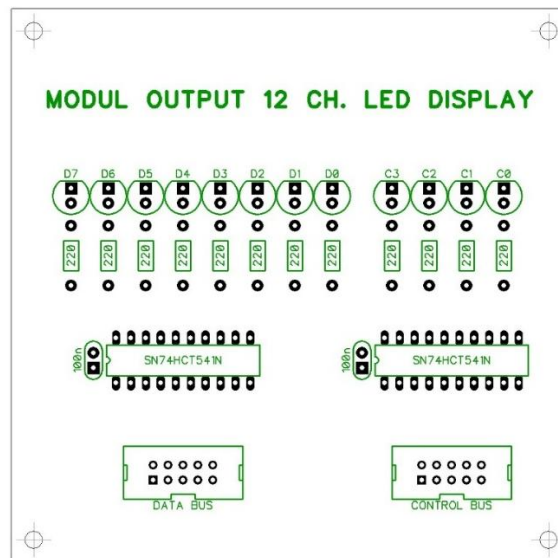 MODUL OUTPUT 12 CH. LED DISPLAY
D7 D6 D5 D4 D3 D2 D1 D0 C3 C2 C1 C0
220 220 220 220 220 220 220 220 220 220 220 220
100n SN74HCT541N 100n SN74HCT541N
DATA BUS CONTROL BUS